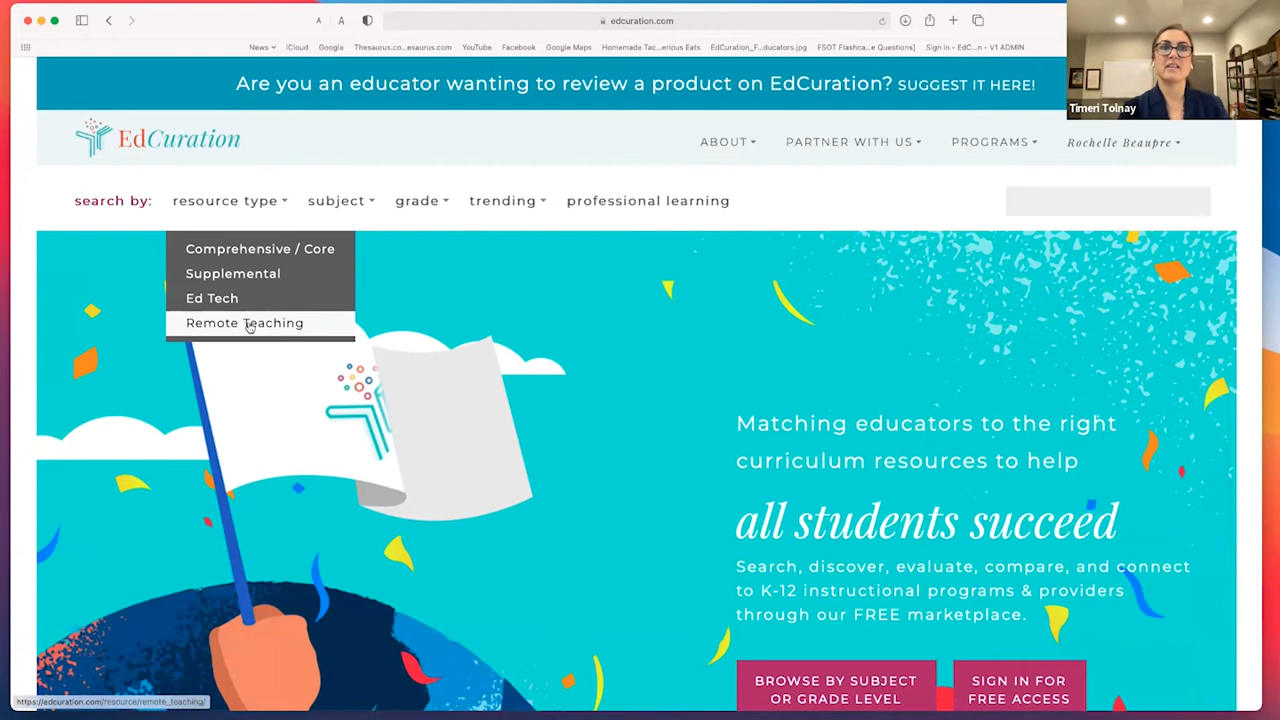 A A edcuration.com
News iCloud Google Thesaurus.co...esaurus.com YouTube Facebook Google Maps Homemade Tac...erious Eats EdCuration_F...ducators.jpg FSOT Flashca...e Questions] Sign in - EdC...n - V1 ADMIN
Timeri Tolnay
Are you an educator wanting to review a product on EdCuration? SUGGEST IT HERE!
EdCuration ABOUT PARTNER WITH US PROGRAMS Rochelle Beaupre
search by: resource type subject grade trending professional learning
Comprehensive / Core
Supplemental
Ed Tech
Remote Teaching
Matching educators to the right
curriculum resources to help
all students succeed
Search, discover, evaluate, compare, and connect
to K-12 instructional programs & providers
through our FREE marketplace.
BROWSE BY SUBJECT
OR GRADE LEVEL
SIGN IN FOR
FREE ACCESS
https://edcuration.com/resource/remote_teaching/